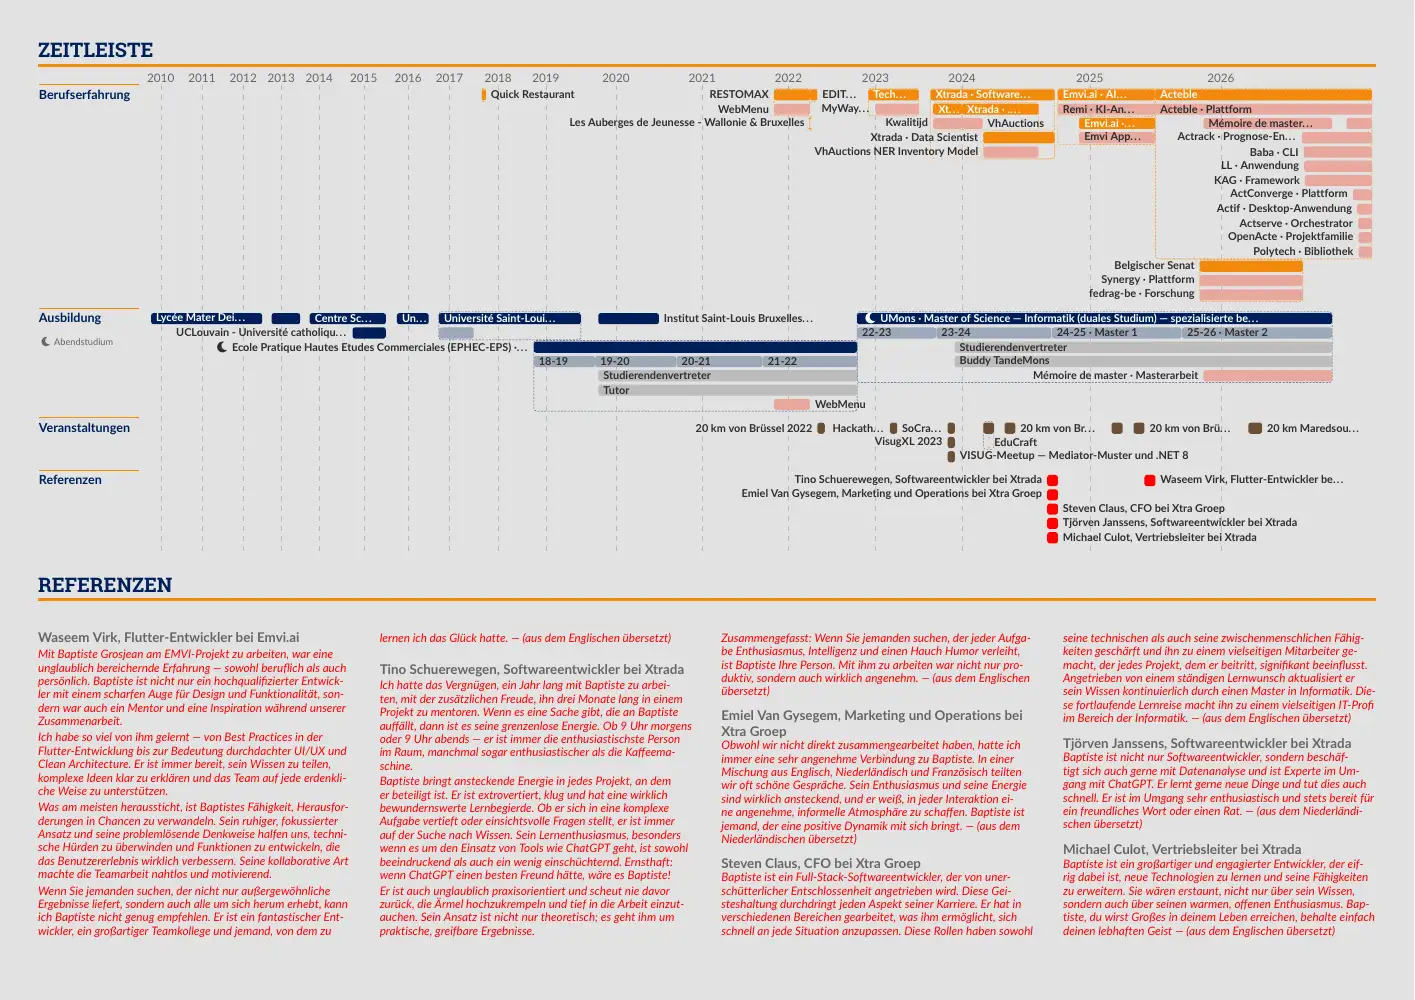 ZEITLEISTE
2010 2011 2012 2013 2014 2015 2016 2017 2018 2019 2020 2021 2022 2023 2024 2025 2026
Berufserfahrung
Quick Restaurant RESTOMAX EDIT… Tech… Xtrada · Software… Emvi.ai · AI… Acteble
WebMenu MyWay… Xt… Xtrada · … Remi · KI-An… Acteble · Plattform
Les Auberges de Jeunesse - Wallonie & Bruxelles Kwalitijd VhAuctions Emvi.ai ·… Mémoire de master…
Xtrada · Data Scientist Emvi App… Actrack · Prognose-En…
VhAuctions NER Inventory Model Baba · CLI
LL · Anwendung
KAG · Framework
ActConverge · Plattform
Actif · Desktop-Anwendung
Actserve · Orchestrator
OpenActe · Projektfamilie
Polytech · Bibliothek
Belgischer Senat
Synergy · Plattform
fedrag-be · Forschung
Ausbildung
Lycée Mater Dei… Centre Sc… Un… Université Saint-Loui… Institut Saint-Louis Bruxelles… UMons · Master of Science — Informatik (duales Studium) — spezialisierte be…
UCLouvain - Université catholiqu… 22-23 23-24 24-25 · Master 1 25-26 · Master 2
Abendstudium
Ecole Pratique Hautes Etudes Commerciales (EPHEC-EPS) ·… Studierendenvertreter
18-19 19-20 20-21 21-22 Buddy TandeMons
Studierendenvertreter Mémoire de master · Masterarbeit
Tutor
WebMenu
Veranstaltungen
20 km von Brüssel 2022 Hackath… SoCra… 20 km von Br… 20 km von Brü… 20 km Maredsou…
VisugXL 2023 EduCraft
VISUG-Meetup — Mediator-Muster und .NET 8
Referenzen
Tino Schuerewegen, Softwareentwickler bei Xtrada Waseem Virk, Flutter-Entwickler be…
Emiel Van Gysegem, Marketing und Operations bei Xtra Groep
Steven Claus, CFO bei Xtra Groep
Tjörven Janssens, Softwareentwickler bei Xtrada
Michael Culot, Vertriebsleiter bei Xtrada
REFERENZEN
Waseem Virk, Flutter-Entwickler bei Emvi.ai
Mit Baptiste Grosjean am EMVI-Projekt zu arbeiten, war eine
unglaublich bereichernde Erfahrung — sowohl beruflich als auch
persönlich. Baptiste ist nicht nur ein hochqualifizierter Entwick-
ler mit einem scharfen Auge für Design und Funktionalität, son-
dern war auch ein Mentor und eine Inspiration während unserer
Zusammenarbeit.
Ich habe so viel von ihm gelernt — von Best Practices in der
Flutter-Entwicklung bis zur Bedeutung durchdachter UI/UX und
Clean Architecture. Er ist immer bereit, sein Wissen zu teilen,
komplexe Ideen klar zu erklären und das Team auf jede erdenkli-
che Weise zu unterstützen.
Was am meisten heraussticht, ist Baptistes Fähigkeit, Herausfor-
derungen in Chancen zu verwandeln. Sein ruhiger, fokussierter
Ansatz und seine problemlösende Denkweise halfen uns, techni-
sche Hürden zu überwinden und Funktionen zu entwickeln, die
das Benutzererlebnis wirklich verbessern. Seine kollaborative Art
machte die Teamarbeit nahtlos und motivierend.
Wenn Sie jemanden suchen, der nicht nur außergewöhnliche
Ergebnisse liefert, sondern auch alle um sich herum erhebt, kann
ich Baptiste nicht genug empfehlen. Er ist ein fantastischer Ent-
wickler, ein großartiger Teamkollege und jemand, von dem zu
lernen ich das Glück hatte. — (aus dem Englischen übersetzt)
Tino Schuerewegen, Softwareentwickler bei Xtrada
Ich hatte das Vergnügen, ein Jahr lang mit Baptiste zu arbei-
ten, mit der zusätzlichen Freude, ihn drei Monate lang in einem
Projekt zu mentoren. Wenn es eine Sache gibt, die an Baptiste
auffällt, dann ist es seine grenzenlose Energie. Ob 9 Uhr morgens
oder 9 Uhr abends — er ist immer die enthusiastischste Person
im Raum, manchmal sogar enthusiastischer als die Kaffeema-
schine.
Baptiste bringt ansteckende Energie in jedes Projekt, an dem
er beteiligt ist. Er ist extrovertiert, klug und hat eine wirklich
bewundernswerte Lernbegierde. Ob er sich in eine komplexe
Aufgabe vertieft oder einsichtsvolle Fragen stellt, er ist immer
auf der Suche nach Wissen. Sein Lernenthusiasmus, besonders
wenn es um den Einsatz von Tools wie ChatGPT geht, ist sowohl
beeindruckend als auch ein wenig einschüchternd. Ernsthaft:
wenn ChatGPT einen besten Freund hätte, wäre es Baptiste!
Er ist auch unglaublich praxisorientiert und scheut nie davor
zurück, die Ärmel hochzukrempeln und tief in die Arbeit einzut-
auchen. Sein Ansatz ist nicht nur theoretisch; es geht ihm um
praktische, greifbare Ergebnisse.
Zusammengefasst: Wenn Sie jemanden suchen, der jeder Aufga-
be Enthusiasmus, Intelligenz und einen Hauch Humor verleiht,
ist Baptiste Ihre Person. Mit ihm zu arbeiten war nicht nur pro-
duktiv, sondern auch wirklich angenehm. — (aus dem Englischen
übersetzt)
Emiel Van Gysegem, Marketing und Operations bei
Xtra Groep
Obwohl wir nicht direkt zusammengearbeitet haben, hatte ich
immer eine sehr angenehme Verbindung zu Baptiste. In einer
Mischung aus Englisch, Niederländisch und Französisch teilten
wir oft schöne Gespräche. Sein Enthusiasmus und seine Energie
sind wirklich ansteckend, und er weiß, in jeder Interaktion ei-
ne angenehme, informelle Atmosphäre zu schaffen. Baptiste ist
jemand, der eine positive Dynamik mit sich bringt. — (aus dem
Niederländischen übersetzt)
Steven Claus, CFO bei Xtra Groep
Baptiste ist ein Full-Stack-Softwareentwickler, der von uner-
schütterlicher Entschlossenheit angetrieben wird. Diese Gei-
steshaltung durchdringt jeden Aspekt seiner Karriere. Er hat in
verschiedenen Bereichen gearbeitet, was ihm ermöglicht, sich
schnell an jede Situation anzupassen. Diese Rollen haben sowohl
seine technischen als auch seine zwischenmenschlichen Fähig-
keiten geschärft und ihn zu einem vielseitigen Mitarbeiter ge-
macht, der jedes Projekt, dem er beitritt, signifikant beeinflusst.
Angetrieben von einem ständigen Lernwunsch aktualisiert er
sein Wissen kontinuierlich durch einen Master in Informatik. Die-
se fortlaufende Lernreise macht ihn zu einem vielseitigen IT-Profi
im Bereich der Informatik. — (aus dem Englischen übersetzt)
Tjörven Janssens, Softwareentwickler bei Xtrada
Baptiste ist nicht nur Softwareentwickler, sondern beschäf-
tigt sich auch gerne mit Datenanalyse und ist Experte im Um-
gang mit ChatGPT. Er lernt gerne neue Dinge und tut dies auch
schnell. Er ist im Umgang sehr enthusiastisch und stets bereit für
ein freundliches Wort oder einen Rat. — (aus dem Niederländi-
schen übersetzt)
Michael Culot, Vertriebsleiter bei Xtrada
Baptiste ist ein großartiger und engagierter Entwickler, der eif-
rig dabei ist, neue Technologien zu lernen und seine Fähigkeiten
zu erweitern. Sie wären erstaunt, nicht nur über sein Wissen,
sondern auch über seinen warmen, offenen Enthusiasmus. Bap-
tiste, du wirst Großes in deinem Leben erreichen, behalte einfach
deinen lebhaften Geist — (aus dem Englischen übersetzt)